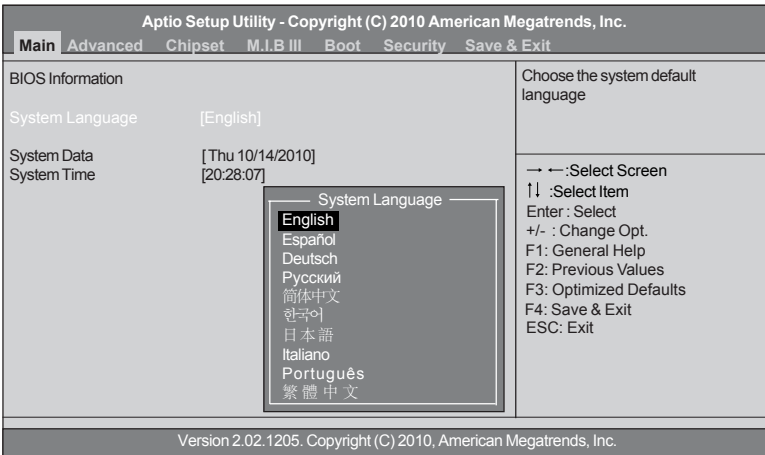 Aptio Setup Utility - Copyright (C) 2010 American Megatrends, Inc.
Main Advanced Chipset M.I.B III Boot Security Save & Exit
BIOS Information
System Language [English]
System Data [ Thu 10/14/2010]
System Time [20:28:07]
System Language
English
Español
Deutsch
Русский
简体中文
한국어
日本語
Italiano
Português
繁體中文
Choose the system default
language
→ ←:Select Screen
↑↓ :Select Item
Enter : Select
+/- : Change Opt.
F1: General Help
F2: Previous Values
F3: Optimized Defaults
F4: Save & Exit
ESC: Exit
Version 2.02.1205. Copyright (C) 2010, American Megatrends, Inc.